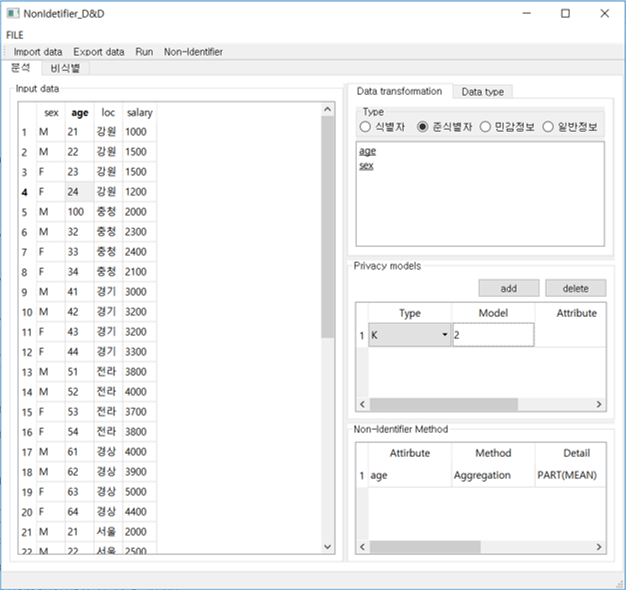 NonIdetifier_D&D
FILE
Import data Export data Run Non-Identifier
분석 비식별
Input data
sex age loc salary
1 M 21 강원 1000
2 M 22 강원 1500
3 F 23 강원 1500
4 F 24 강원 1200
5 M 100 충청 2000
6 M 32 충청 2300
7 F 33 충청 2400
8 F 34 충청 2100
9 M 41 경기 3000
10 M 42 경기 3200
11 F 43 경기 3200
12 F 44 경기 3300
13 M 51 전라 3800
14 M 52 전라 4000
15 F 53 전라 3700
16 F 54 전라 3800
17 M 61 경상 4000
18 M 62 경상 3900
19 F 63 경상 5000
20 F 64 경상 4400
21 M 21 서울 2000
22 M 22 서울 2500
Data transformation Data type
Type
식별자 준식별자 민감정보 일반정보
age
sex
Privacy models
add delete
Type Model Attribute
1 K 2
Non-Identifier Method
Attirbute Method Detail
1 age Aggregation PART(MEAN)